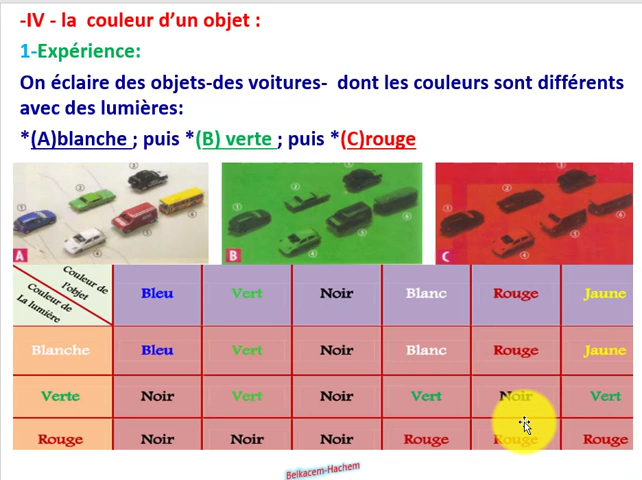 -IV - la couleur d'un objet :
1-Expérience:
On éclaire des objets-des voitures- dont les couleurs sont différents
avec des lumières:
*(A)blanche ; puis *(B) verte ; puis *(C)rouge
A B C
Couleur de l'objet
Couleur de La lumière
Bleu Vert Noir Blanc Rouge Jaune
Blanche Bleu Vert Noir Blanc Rouge Jaune
Verte Noir Vert Noir Vert Noir Vert
Rouge Noir Noir Noir Rouge Rouge Rouge
Belkacem-Hachem